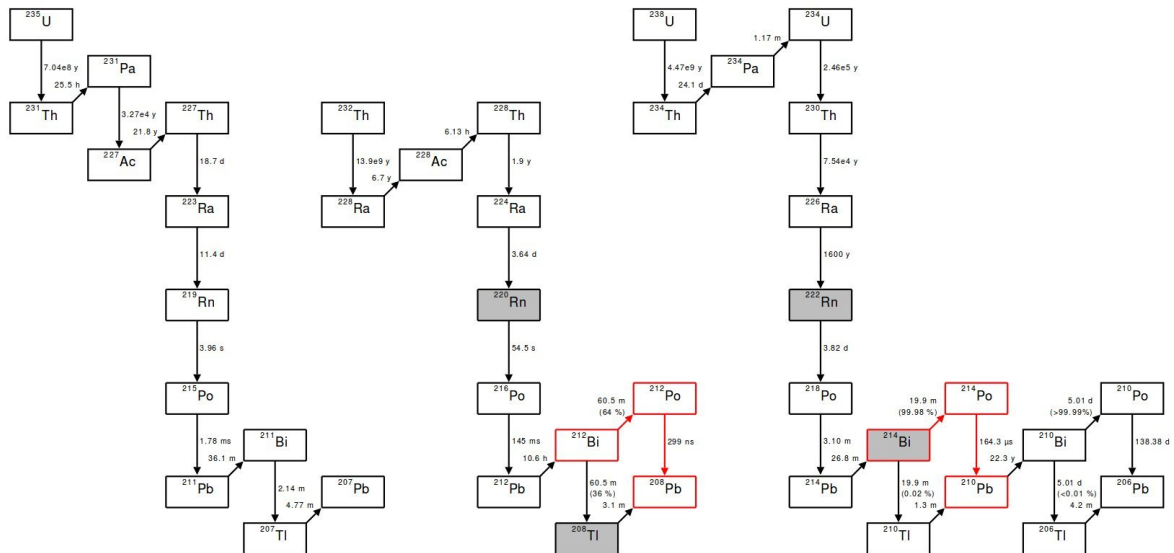 235U
7.04e8 y
231Th
25.5 h
231Pa
3.27e4 y
227Ac
21.8 y
227Th
18.7 d
223Ra
11.4 d
219Rn
3.96 s
215Po
1.78 ms
211Pb
36.1 m
211Bi
2.14 m
207Tl
4.77 m
207Pb
232Th
13.9e9 y
228Ra
6.7 y
228Ac
6.13 h
228Th
1.9 y
224Ra
3.64 d
220Rn
54.5 s
216Po
145 ms
212Pb
10.6 h
212Bi
60.5 m
(64 %)
212Po
299 ns
60.5 m
(36 %)
208Tl
3.1 m
208Pb
238U
4.47e9 y
234Th
24.1 d
234Pa
1.17 m
234U
2.46e5 y
230Th
7.54e4 y
226Ra
1600 y
222Rn
3.82 d
218Po
3.10 m
214Pb
26.8 m
214Bi
19.9 m
(99.98 %)
214Po
164.3 µs
19.9 m
(0.02 %)
210Tl
1.3 m
210Pb
22.3 y
210Bi
5.01 d
(>99.99%)
210Po
138.38 d
5.01 d
(<0.01 %)
206Tl
4.2 m
206Pb